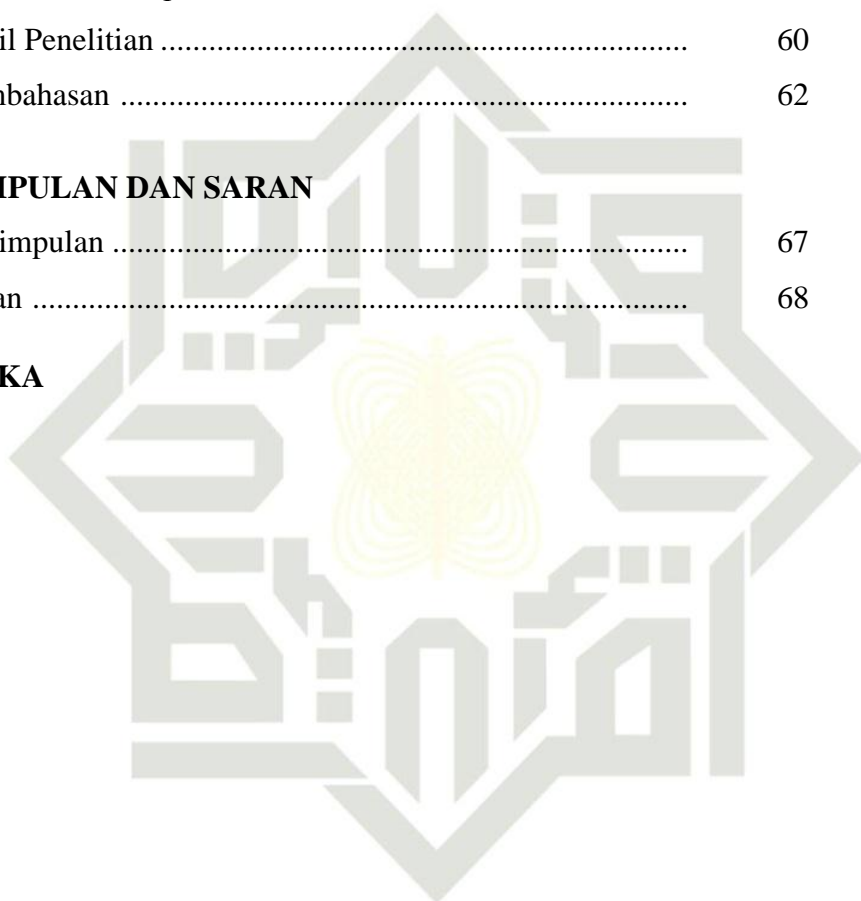 il Penelitian .................................................................. 60
nbahasan ....................................................................... 62
IPULAN DAN SARAN
impulan ........................................................................ 67
an .................................................................................. 68
KA